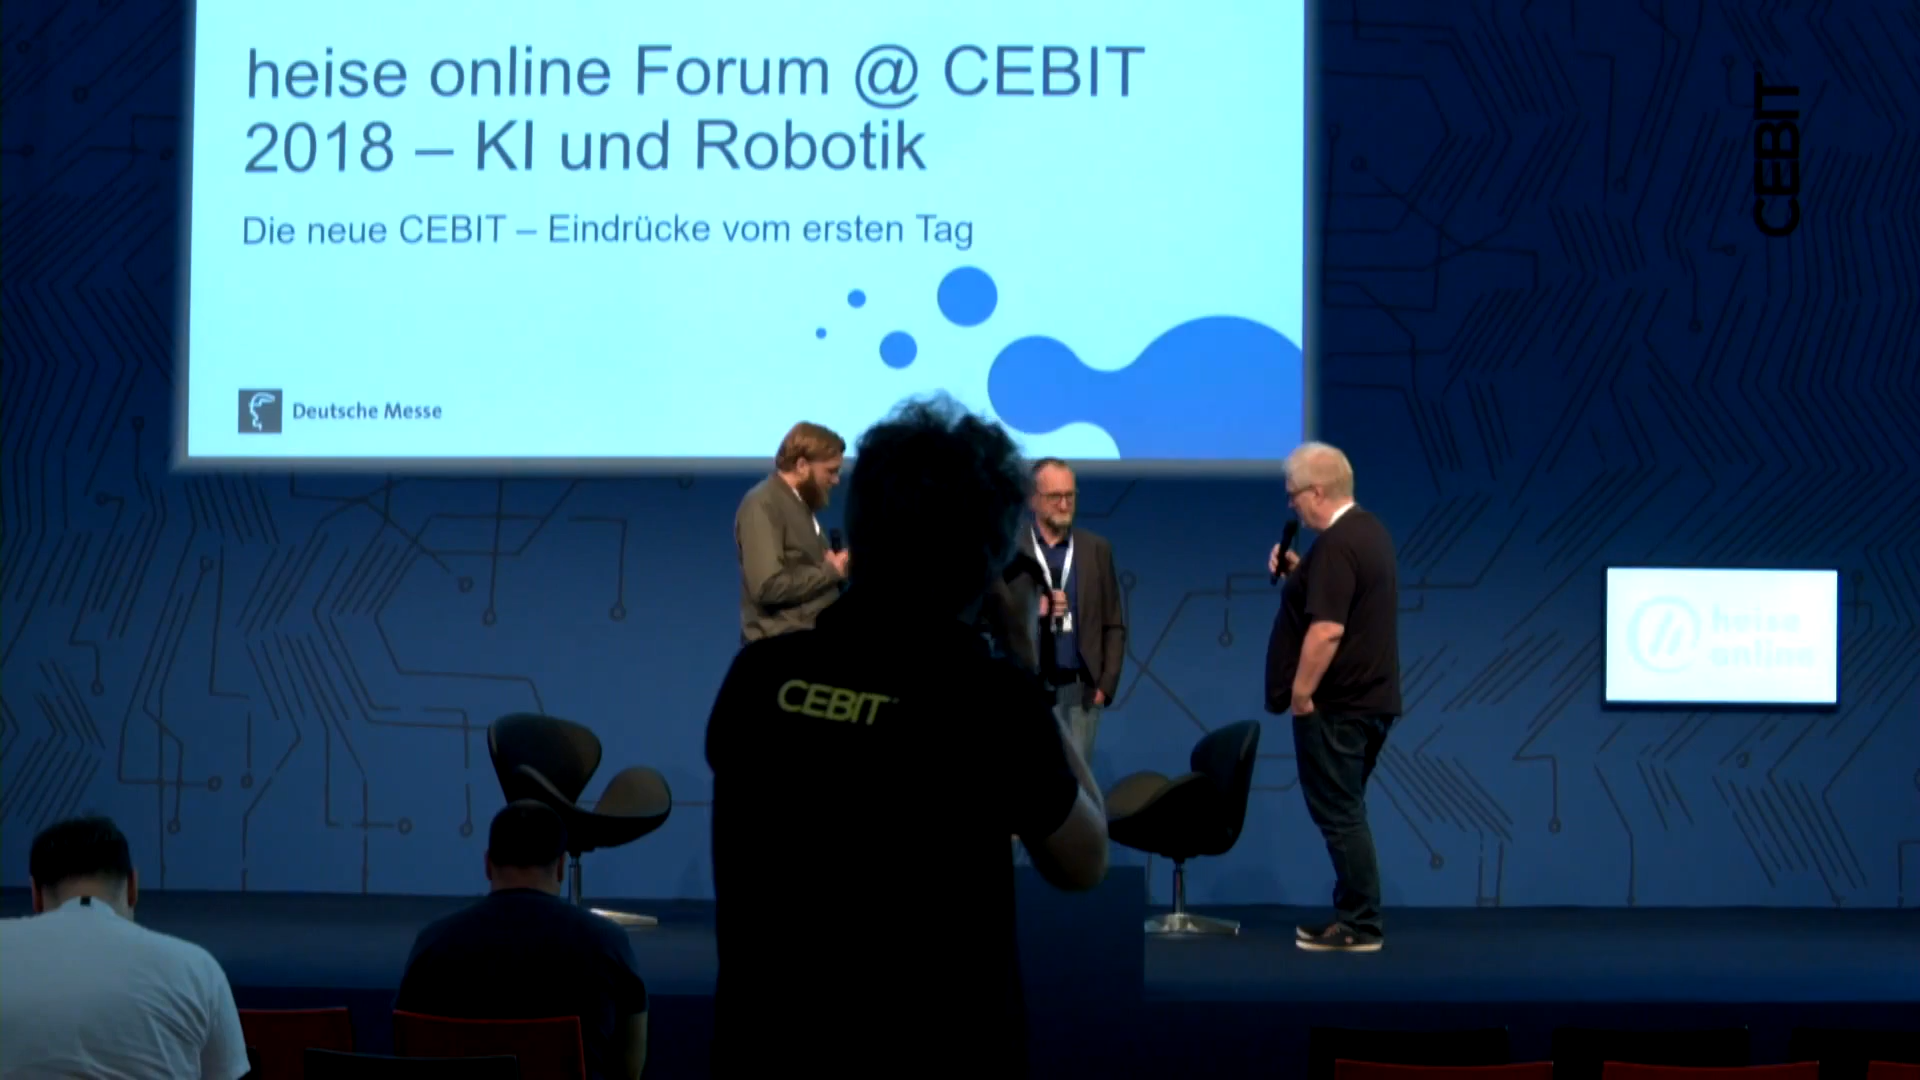 heise online Forum @ CEBIT
2018 – KI und Robotik
Die neue CEBIT – Eindrücke vom ersten Tag
Deutsche Messe
CEBIT
CEBIT
heise
online